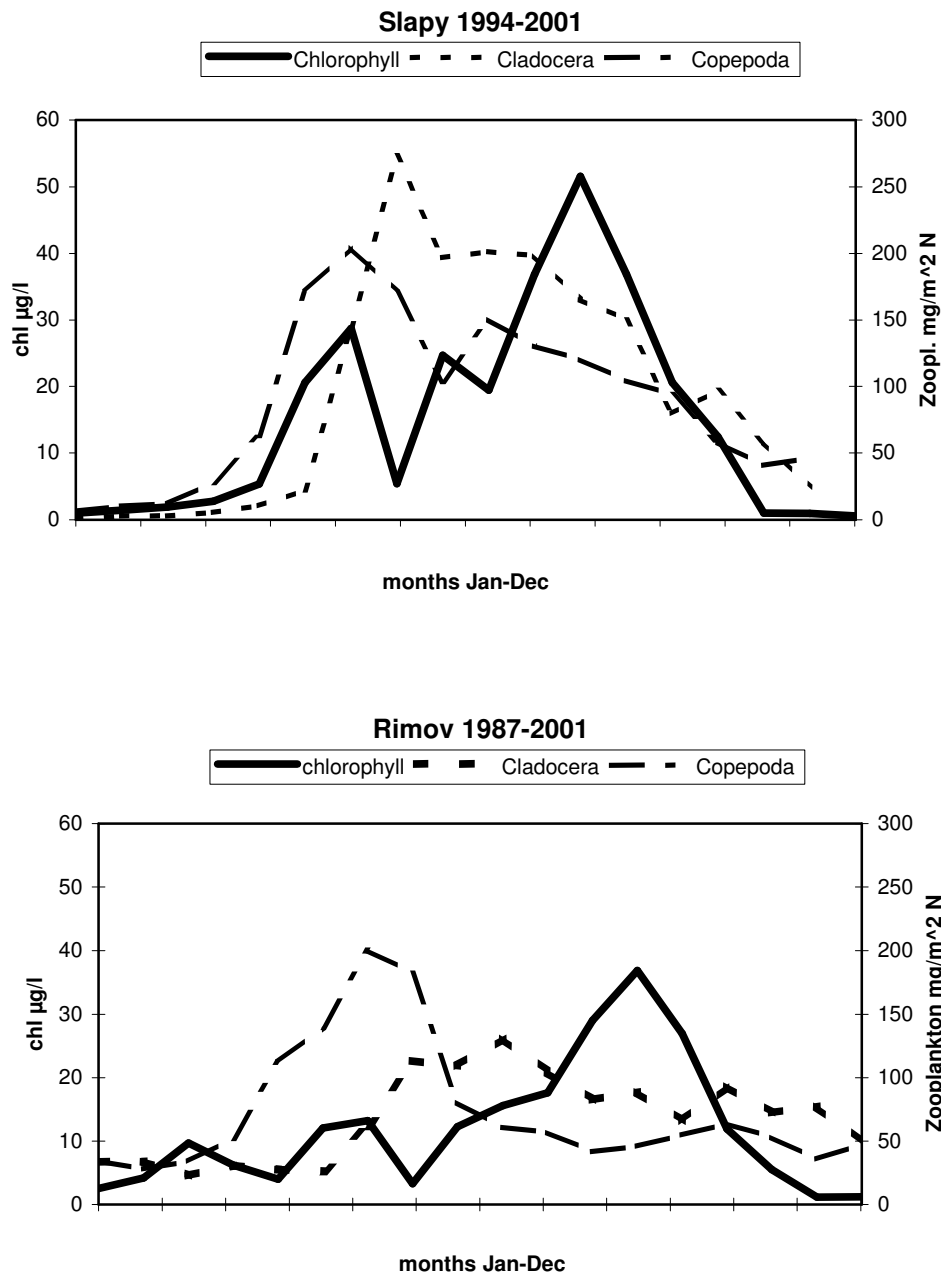 Slapy 1994-2001
Chlorophyll Cladocera Copepoda
60 300
50 250
40 200
30 150
20 100
10 50
0 0
chl µg/l
Zoopl. mg/m^2 N
months Jan-Dec
Rimov 1987-2001
chlorophyll Cladocera Copepoda
60 300
50 250
40 200
30 150
20 100
10 50
0 0
chl µg/l
Zooplankton mg/m^2 N
months Jan-Dec